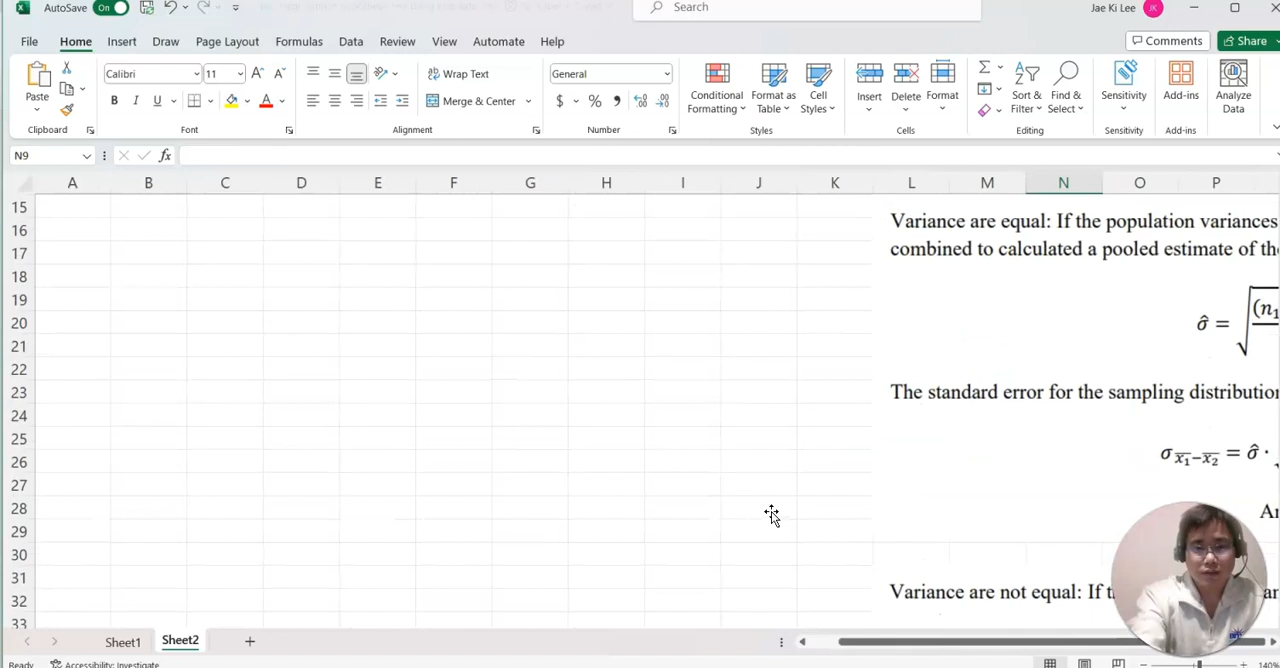 AutoSave On Search Jae Ki Lee JK
File Home Insert Draw Page Layout Formulas Data Review View Automate Help Comments Share
Paste Calibri 11 Wrap Text General Conditional Formatting Format as Table Cell Styles Insert Delete Format Sort & Filter Find & Select Sensitivity Add-ins Analyze Data
B I U Merge & Center $ %
Clipboard Font Alignment Number Styles Cells Editing Sensitivity Add-ins
N9 fx
A B C D E F G H I J K L M N O P
15
Variance are equal: If the population variances
16
17 combined to calculated a pooled estimate of th
18
19
20 σ̂ = √(n₁
21
22
23 The standard error for the sampling distributio
24
25
26 σ x̄₁−x̄₂ = σ̂ ·
27
28
29
30
31
32 Variance are not equal: If
33
Sheet1 Sheet2 +
Ready Accessibility: Investigate 140%